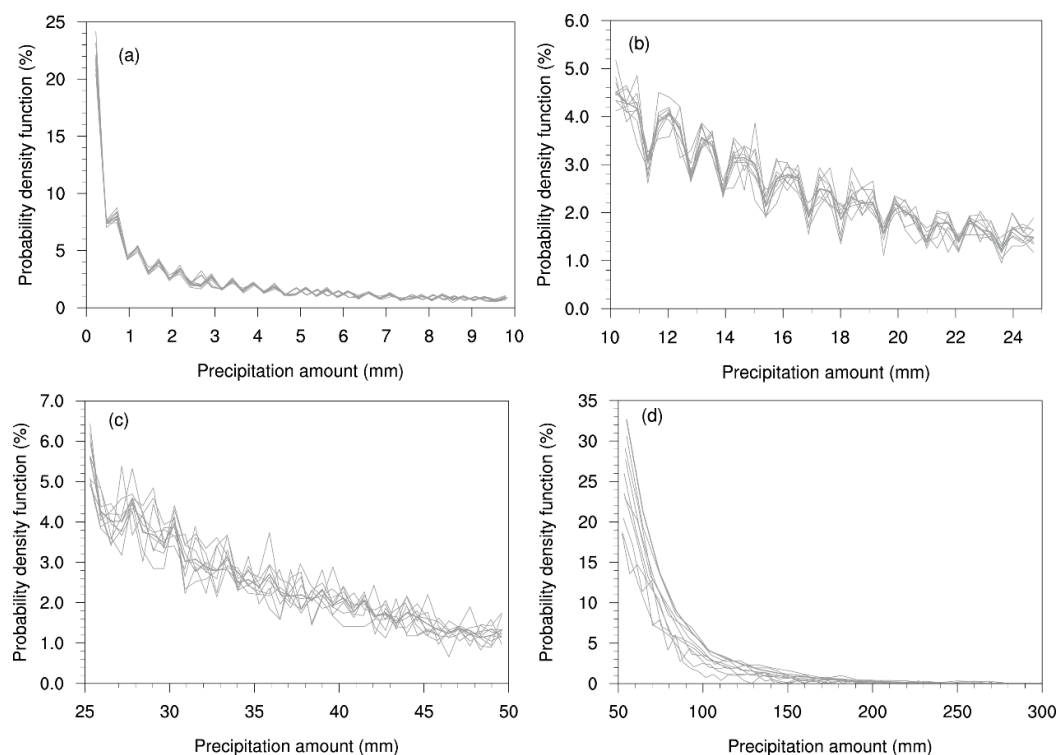 (a)
Probability density function (%)
25
20
15
10
5
0
0 1 2 3 4 5 6 7 8 9 10
Precipitation amount (mm)
(b)
Probability density function (%)
6.0
5.0
4.0
3.0
2.0
1.0
0.0
10 12 14 16 18 20 22 24
Precipitation amount (mm)
(c)
Probability density function (%)
7.0
6.0
5.0
4.0
3.0
2.0
1.0
0.0
25 30 35 40 45 50
Precipitation amount (mm)
(d)
Probability density function (%)
35
30
25
20
15
10
5
0
50 100 150 200 250 300
Precipitation amount (mm)